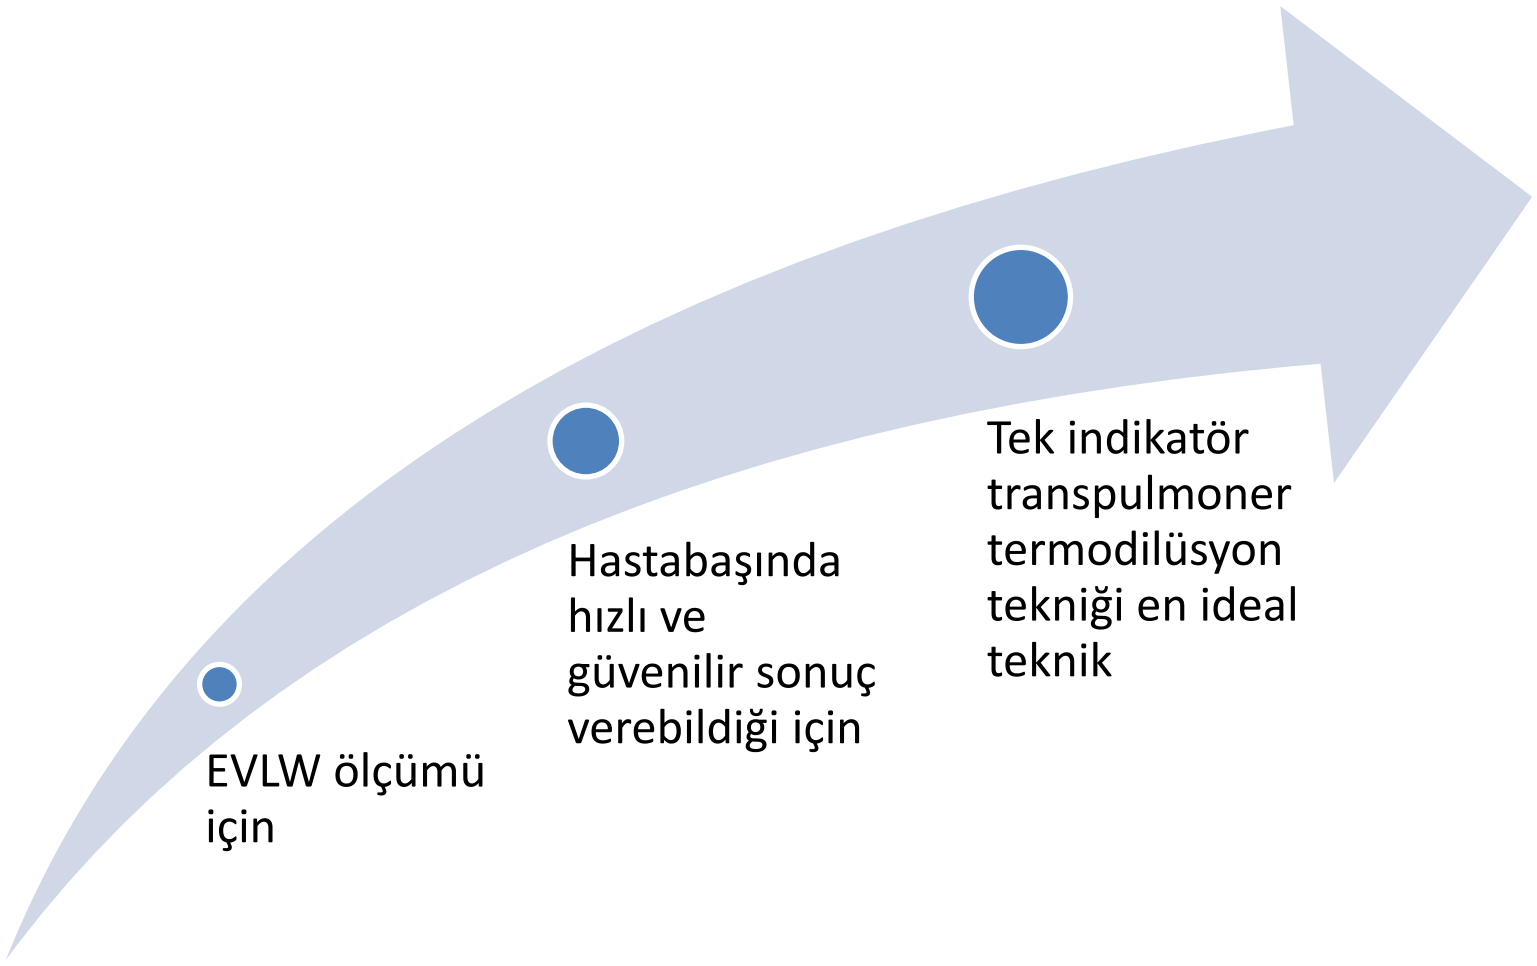 EVLW ölçümü
için
Hastabaşında
hızlı ve
güvenilir sonuç
verebildiği için
Tek indikatör
transpulmoner
termodilüsyon
tekniği en ideal
teknik